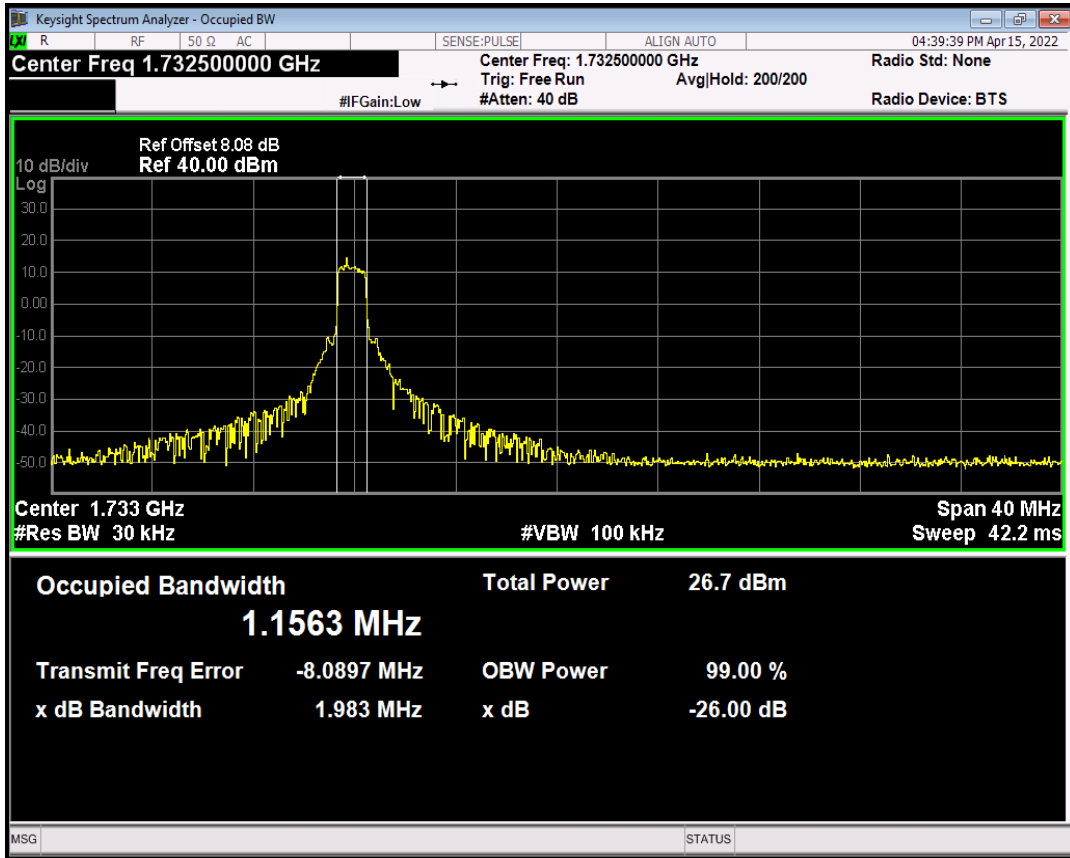 Keysight Spectrum Analyzer - Occupied BW
LXI R RF 50 Ω AC SENSE:PULSE ALIGN AUTO 04:39:39 PM Apr 15, 2022
Center Freq 1.732500000 GHz
Center Freq: 1.732500000 GHz
Radio Std: None
Trig: Free Run Avg|Hold: 200/200
#IFGain:Low
#Atten: 40 dB
Radio Device: BTS
Ref Offset 8.08 dB
10 dB/div Ref 40.00 dBm
Log
30.0
20.0
10.0
0.00
-10.0
-20.0
-30.0
-40.0
-50.0
Center 1.733 GHz Span 40 MHz
#Res BW 30 kHz #VBW 100 kHz Sweep 42.2 ms
Occupied Bandwidth Total Power 26.7 dBm
1.1563 MHz
Transmit Freq Error -8.0897 MHz OBW Power 99.00 %
x dB Bandwidth 1.983 MHz x dB -26.00 dB
MSG STATUS